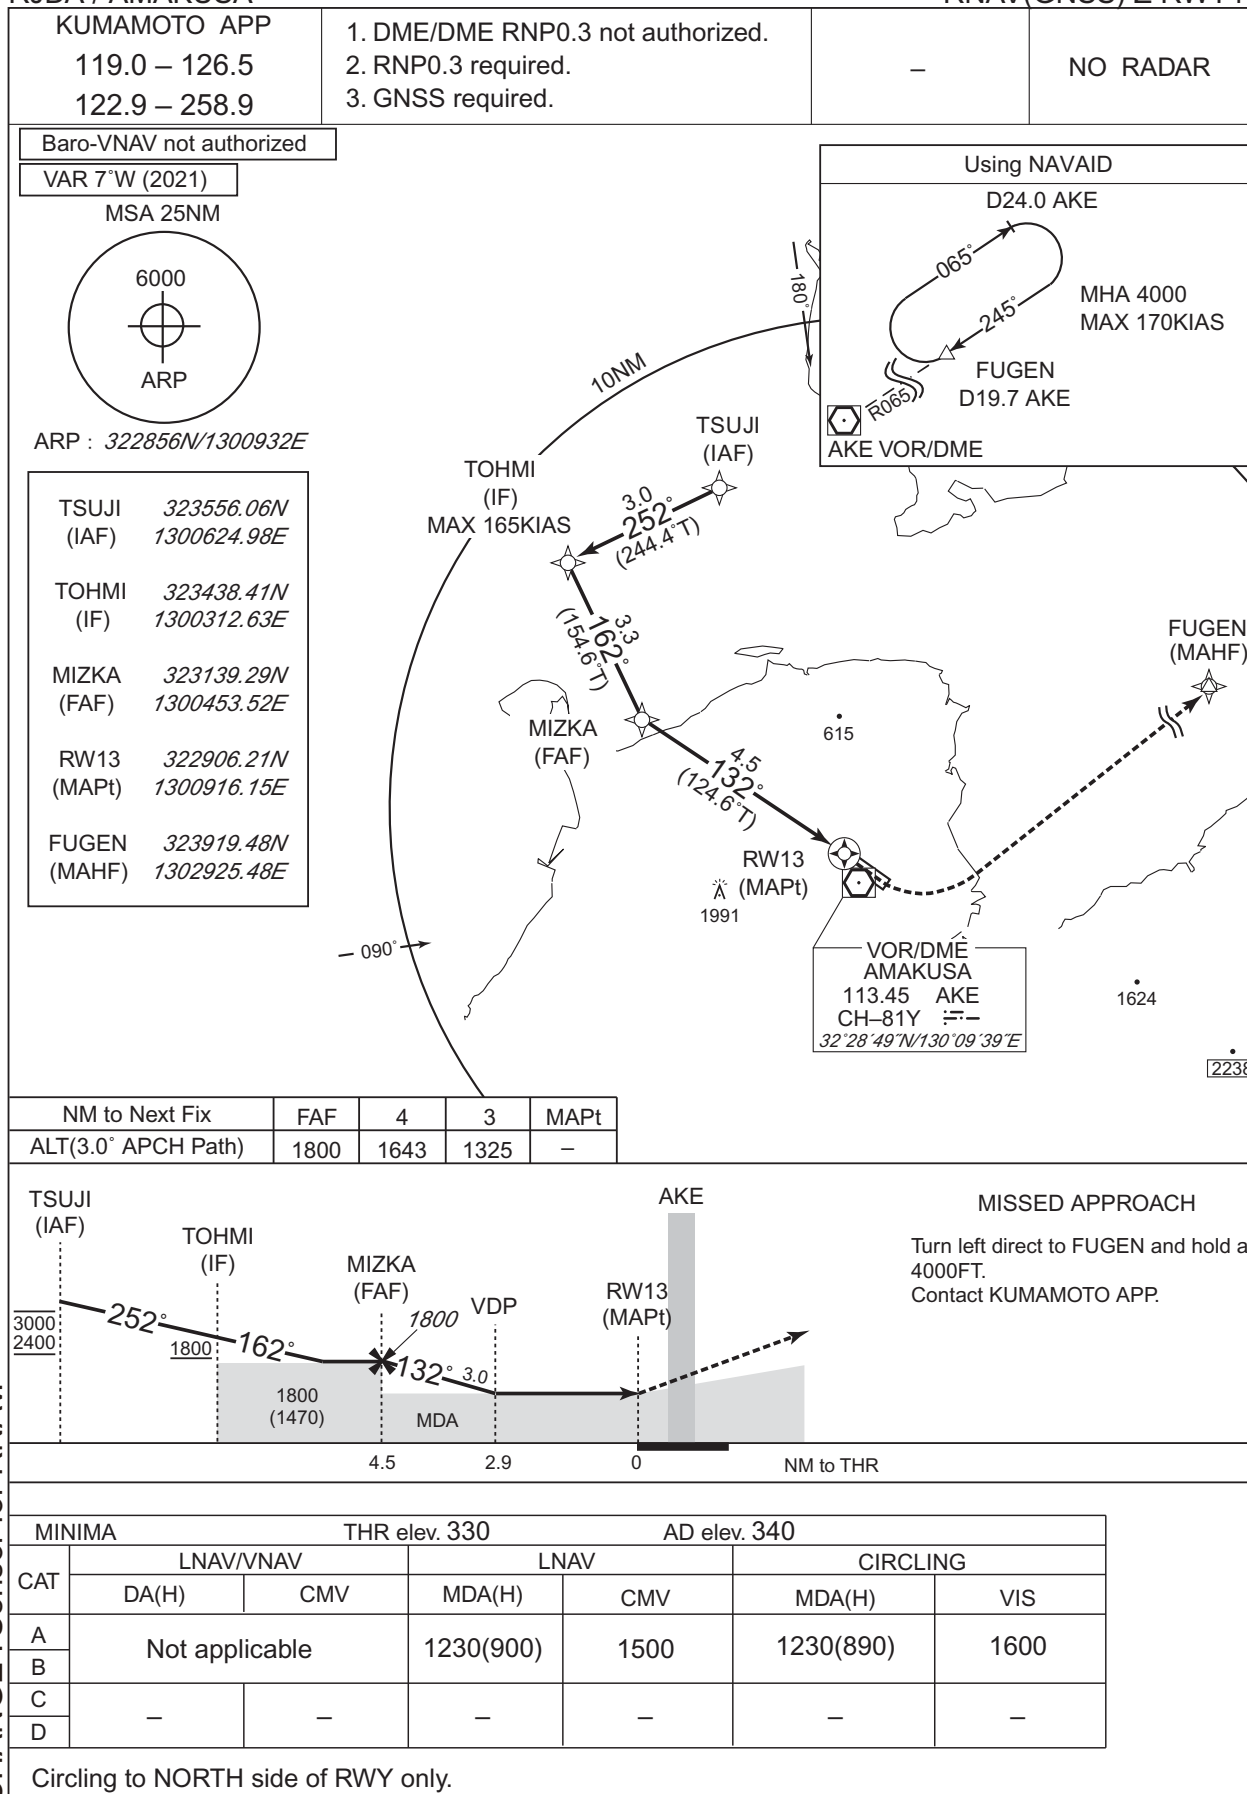 KUMAMOTO APP
119.0 – 126.5
122.9 – 258.9
1. DME/DME RNP0.3 not authorized.
2. RNP0.3 required.
3. GNSS required.
–
NO RADAR
Baro-VNAV not authorized
VAR 7°W (2021)
MSA 25NM
6000
ARP
ARP : 322856N/1300932E
TSUJI 323556.06N
(IAF) 1300624.98E
TOHMI 323438.41N
(IF) 1300312.63E
MIZKA 323139.29N
(FAF) 1300453.52E
RW13 322906.21N
(MAPt) 1300916.15E
FUGEN 323919.48N
(MAHF) 1302925.48E
Using NAVAID
D24.0 AKE
065°
245°
MHA 4000
MAX 170KIAS
FUGEN
D19.7 AKE
R065
AKE VOR/DME
180°
10NM
TSUJI
(IAF)
TOHMI
(IF)
MAX 165KIAS
3.0
252°
(244.4°T)
3.3
162°
(154.6°T)
FUGEN
(MAHF)
MIZKA
(FAF)
615
4.5
132°
(124.6°T)
RW13
(MAPt)
1991
090°
VOR/DME
AMAKUSA
113.45 AKE
CH–81Y
32°28´49˝N/130°09´39˝E
1624
2238
NM to Next Fix FAF 4 3 MAPt
ALT(3.0° APCH Path) 1800 1643 1325 –
TSUJI
(IAF)
TOHMI
(IF)
MIZKA
(FAF)
1800
VDP
RW13
(MAPt)
AKE
3000
2400
252°
1800
162°
132°
3.0
1800
(1470)
MDA
4.5 2.9 0 NM to THR
MISSED APPROACH
Turn left direct to FUGEN and hold a
4000FT.
Contact KUMAMOTO APP.
MINIMA THR elev. 330 AD elev. 340
CAT LNAV/VNAV LNAV CIRCLING
DA(H) CMV MDA(H) CMV MDA(H) VIS
A
B
Not applicable 1230(900) 1500 1230(890) 1600
C
D
– – – – – –
Circling to NORTH side of RWY only.